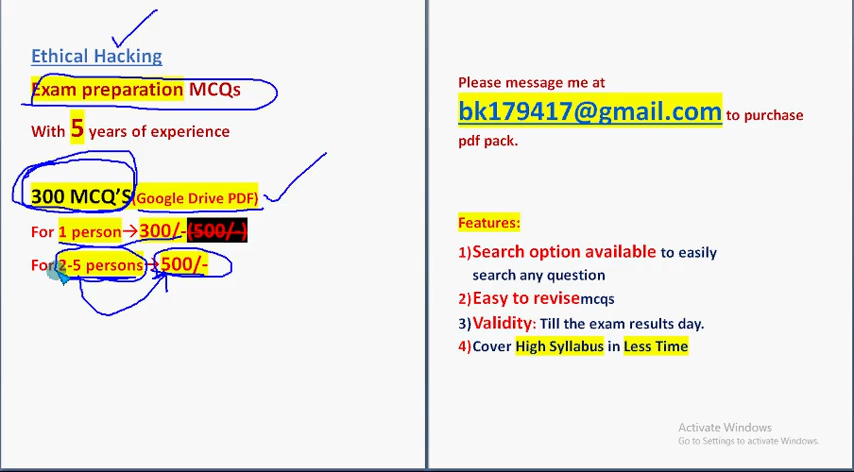 Ethical Hacking
Exam preparation MCQs
With 5 years of experience
300 MCQ'S(Google Drive PDF)
For 1 person→300/-(500/-)
For 2-5 persons→500/-
Please message me at
bk179417@gmail.com to purchase
pdf pack.
Features:
1)Search option available to easily
search any question
2)Easy to revisemcqs
3)Validity: Till the exam results day.
4)Cover High Syllabus in Less Time
Activate Windows
Go to Settings to activate Windows.